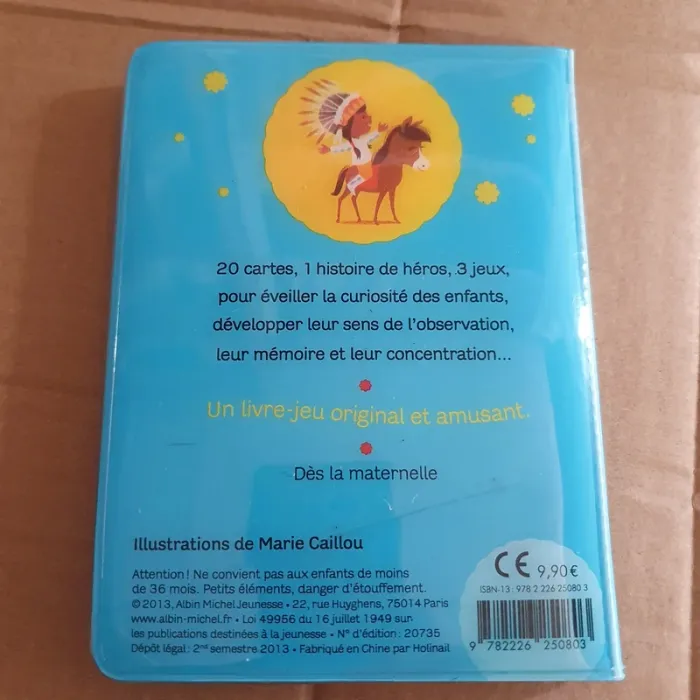 20 cartes, 1 histoire de héros, 3 jeux,
pour éveiller la curiosité des enfants,
développer leur sens de l'observation,
leur mémoire et leur concentration...
Un livre-jeu original et amusant.
Dès la maternelle
Illustrations de Marie Caillou
Attention ! Ne convient pas aux enfants de moins
de 36 mois. Petits éléments, danger d'étouffement.
© 2013, Albin Michel Jeunesse • 22, rue Huyghens, 75014 Paris
www.albin-michel.fr • Loi 49956 du 16 juillet 1949 sur
les publications destinées à la jeunesse • N° d'édition : 20735
Dépôt légal : 2nd semestre 2013 • Fabriqué en Chine par Holinail
CE 9,90 €
ISBN-13 : 978 2 226 25080 3
9 782226 250803